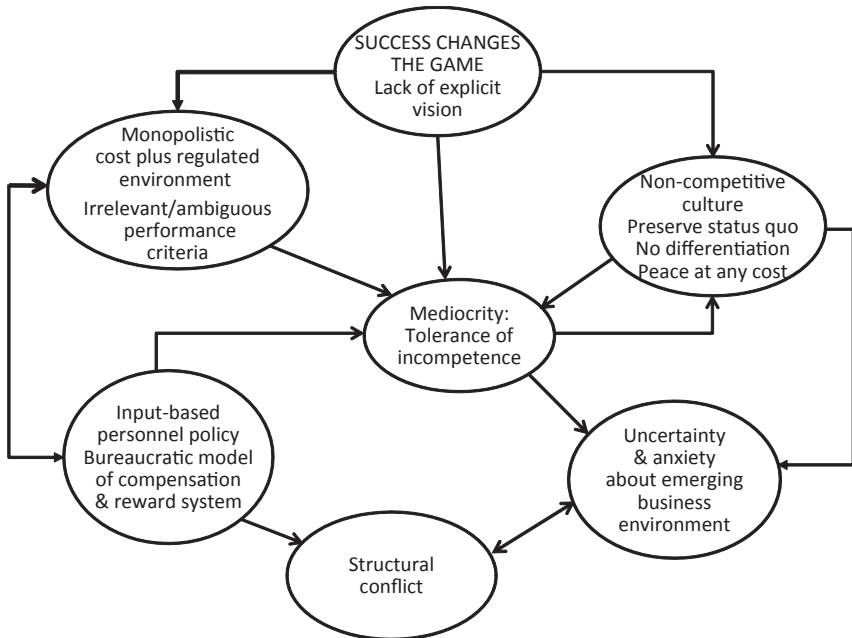 SUCCESS CHANGES
THE GAME
Lack of explicit
vision
Monopolistic
cost plus regulated
environment
Irrelevant/ambiguous
performance
criteria
Non-competitive
culture
Preserve status quo
No differentiation
Peace at any cost
Mediocrity:
Tolerance of
incompetence
Input-based
personnel policy
Bureaucratic model
of compensation
& reward system
Uncertainty
& anxiety
about emerging
business
environment
Structural
conflict